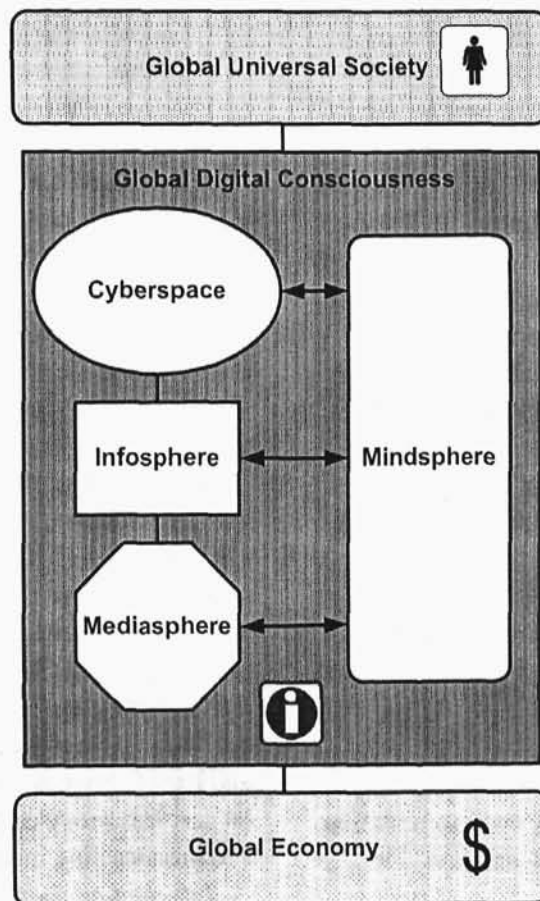 Global Universal Society
Global Digital Consciousness
Cyberspace
Infosphere
Mindsphere
Mediasphere
i
Global Economy
$